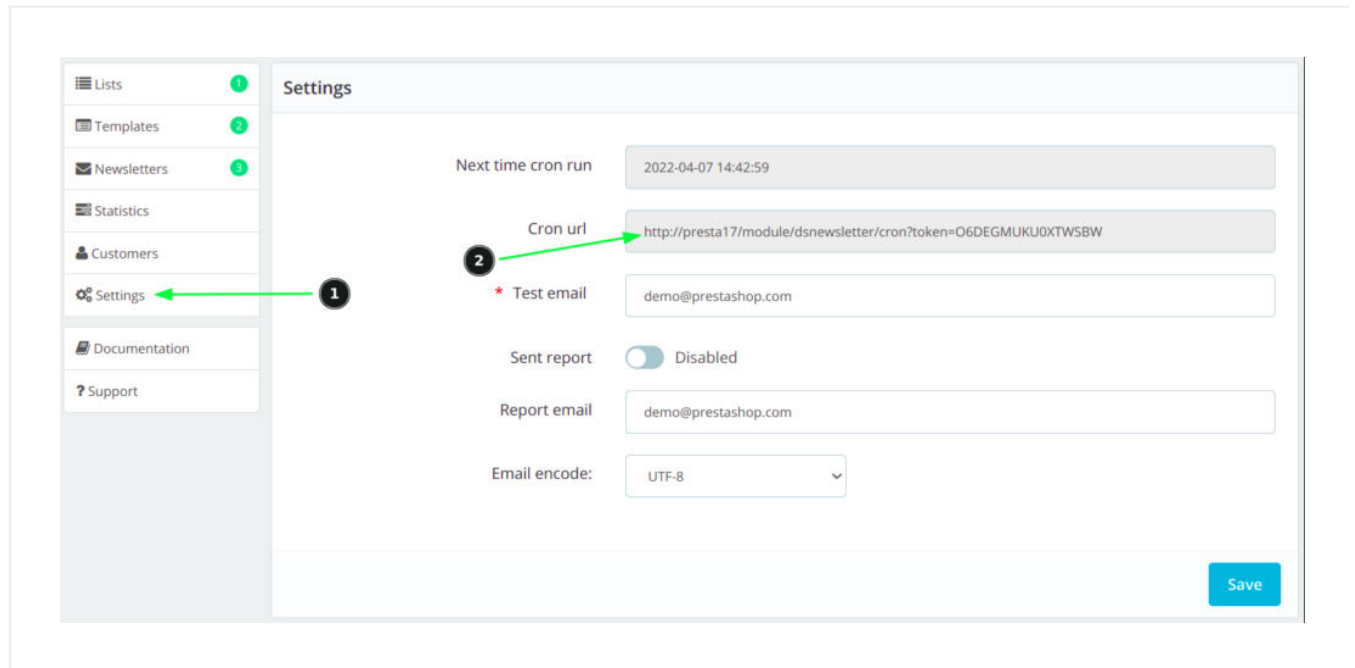 Lists 1
Templates 2
Newsletters 3
Statistics
Customers
Settings
Documentation
? Support
Settings
Next time cron run 2022-04-07 14:42:59
Cron url http://presta17/module/dsnewsletter/cron?token=O6DEGMUKU0XTWSBW
2
1
* Test email demo@prestashop.com
Sent report Disabled
Report email demo@prestashop.com
Email encode: UTF-8
Save